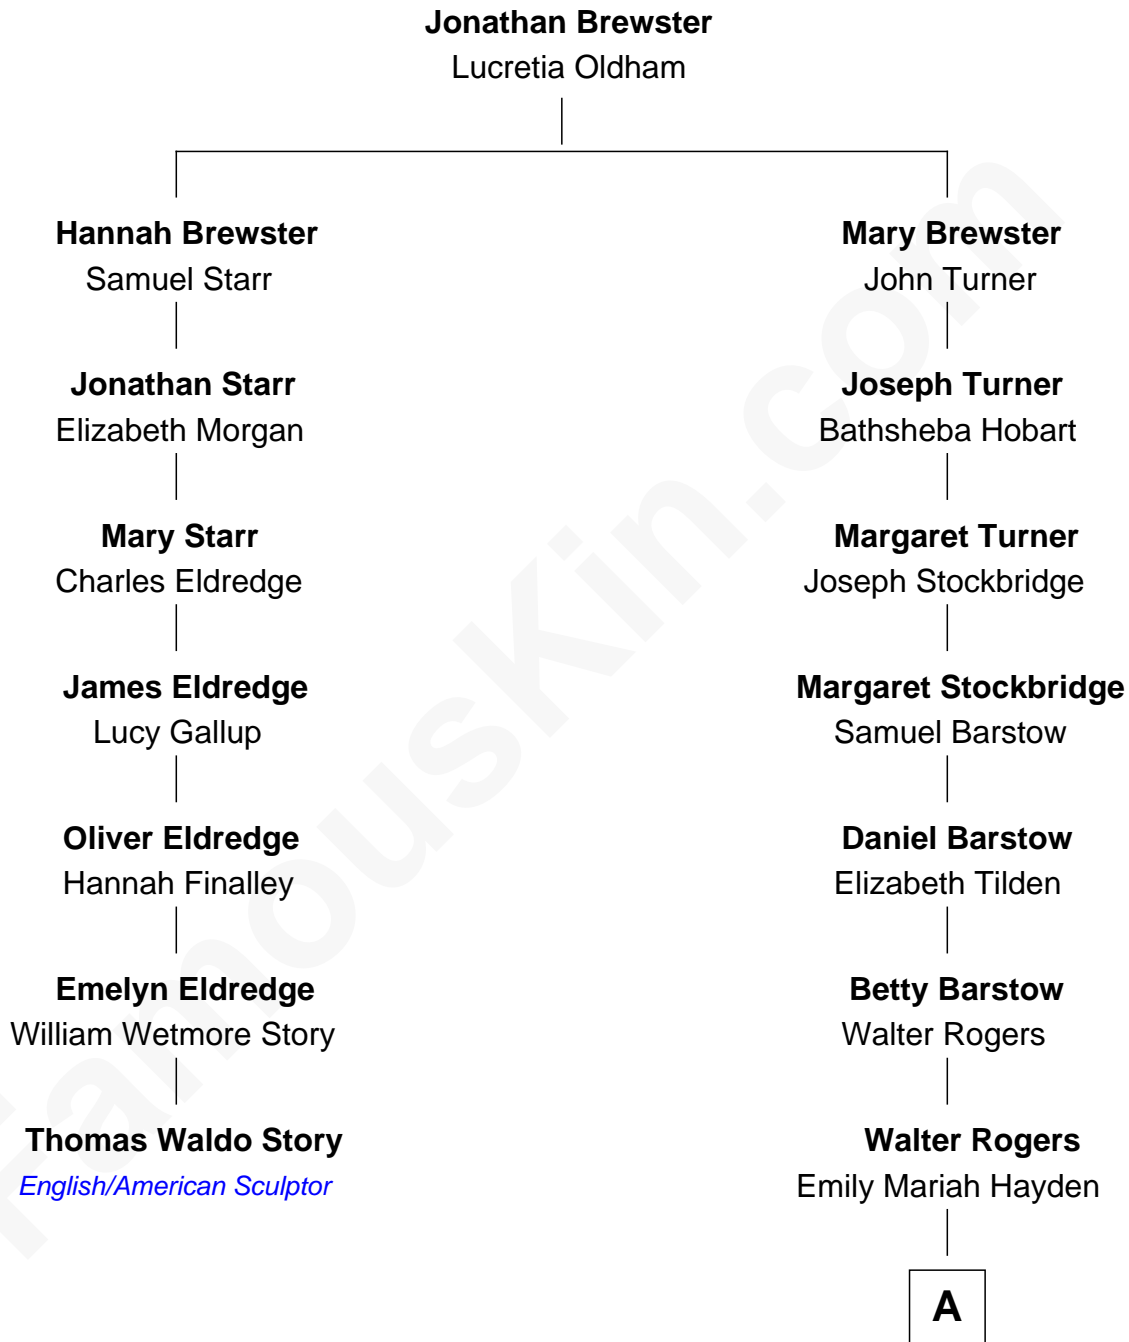 Jonathan Brewster
Lucretia Oldham
Hannah Brewster
Samuel Starr
Jonathan Starr
Elizabeth Morgan
Mary Starr
Charles Eldredge
James Eldredge
Lucy Gallup
Oliver Eldredge
Hannah Finalley
Emelyn Eldredge
William Wetmore Story
Thomas Waldo Story
English/American Sculptor
Mary Brewster
John Turner
Joseph Turner
Bathsheba Hobart
Margaret Turner
Joseph Stockbridge
Margaret Stockbridge
Samuel Barstow
Daniel Barstow
Elizabeth Tilden
Betty Barstow
Walter Rogers
Walter Rogers
Emily Mariah Hayden
A
FamousKin.com